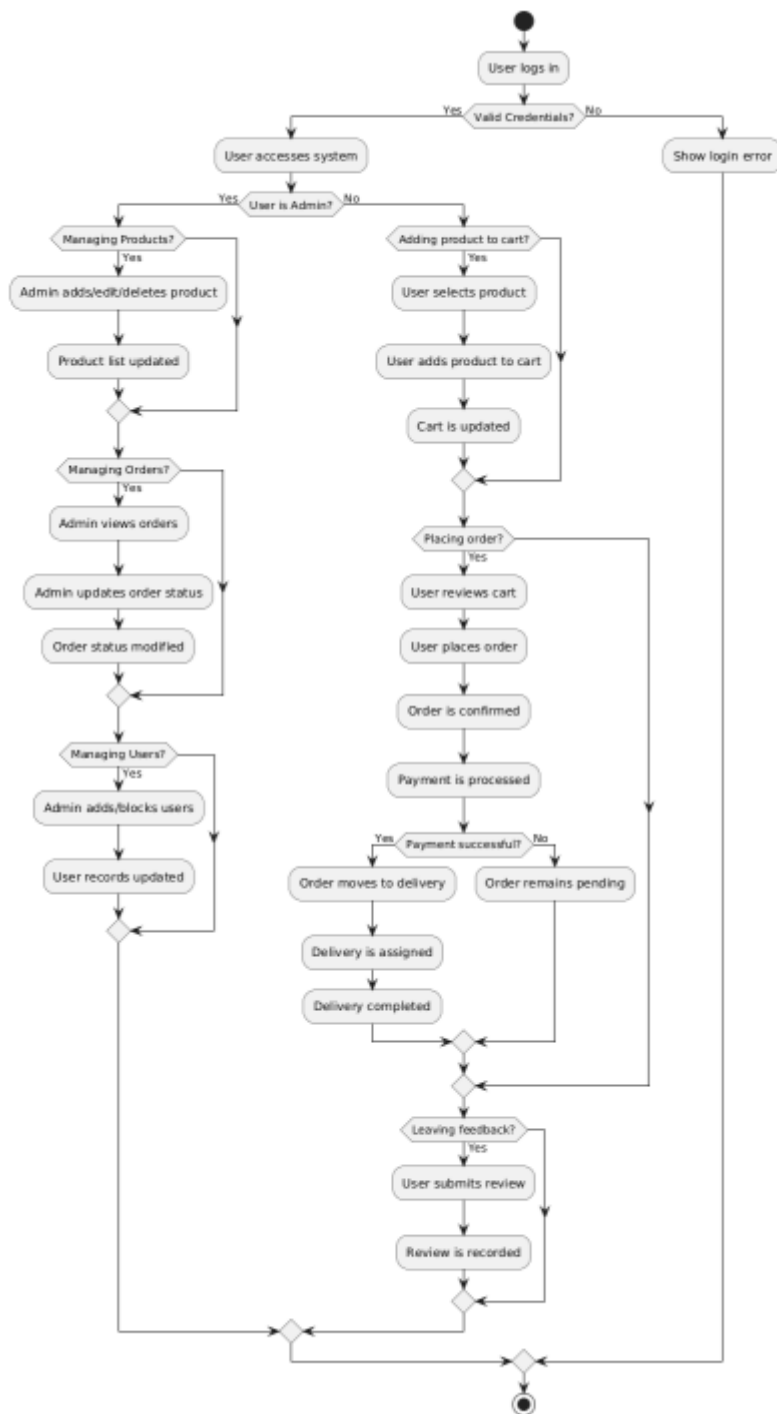 User logs in
Yes
Valid Credentials?
No
User accesses system
Show login error
Yes
User is Admin?
No
Managing Products?
Yes
Admin adds/edit/deletes product
Product list updated
Managing Orders?
Yes
Admin views orders
Admin updates order status
Order status modified
Managing Users?
Yes
Admin adds/blocks users
User records updated
Adding product to cart?
Yes
User selects product
User adds product to cart
Cart is updated
Placing order?
Yes
User reviews cart
User places order
Order is confirmed
Payment is processed
Yes
Payment successful?
No
Order moves to delivery
Order remains pending
Delivery is assigned
Delivery completed
Leaving feedback?
Yes
User submits review
Review is recorded